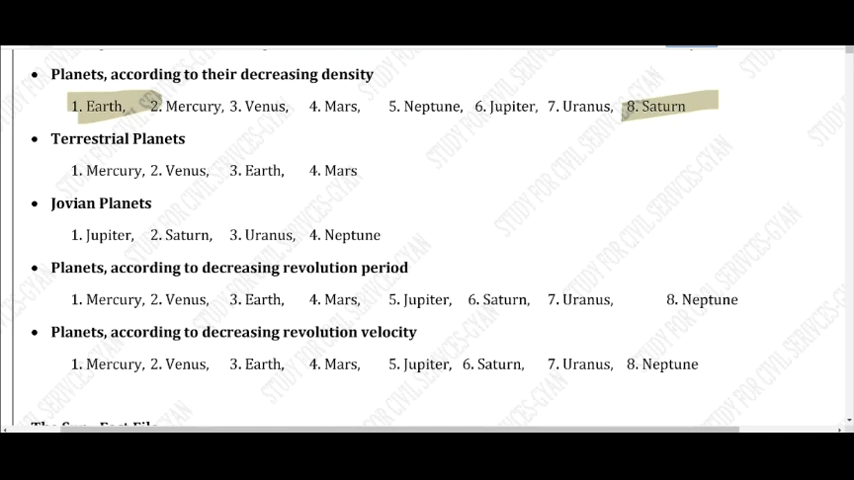 • Planets, according to their decreasing density
1. Earth, 2. Mercury, 3. Venus, 4. Mars, 5. Neptune, 6. Jupiter, 7. Uranus, 8. Saturn
• Terrestrial Planets
1. Mercury, 2. Venus, 3. Earth, 4. Mars
• Jovian Planets
1. Jupiter, 2. Saturn, 3. Uranus, 4. Neptune
• Planets, according to decreasing revolution period
1. Mercury, 2. Venus, 3. Earth, 4. Mars, 5. Jupiter, 6. Saturn, 7. Uranus, 8. Neptune
• Planets, according to decreasing revolution velocity
1. Mercury, 2. Venus, 3. Earth, 4. Mars, 5. Jupiter, 6. Saturn, 7. Uranus, 8. Neptune
STUDY FOR CIVIL SERIVCES-GYAN